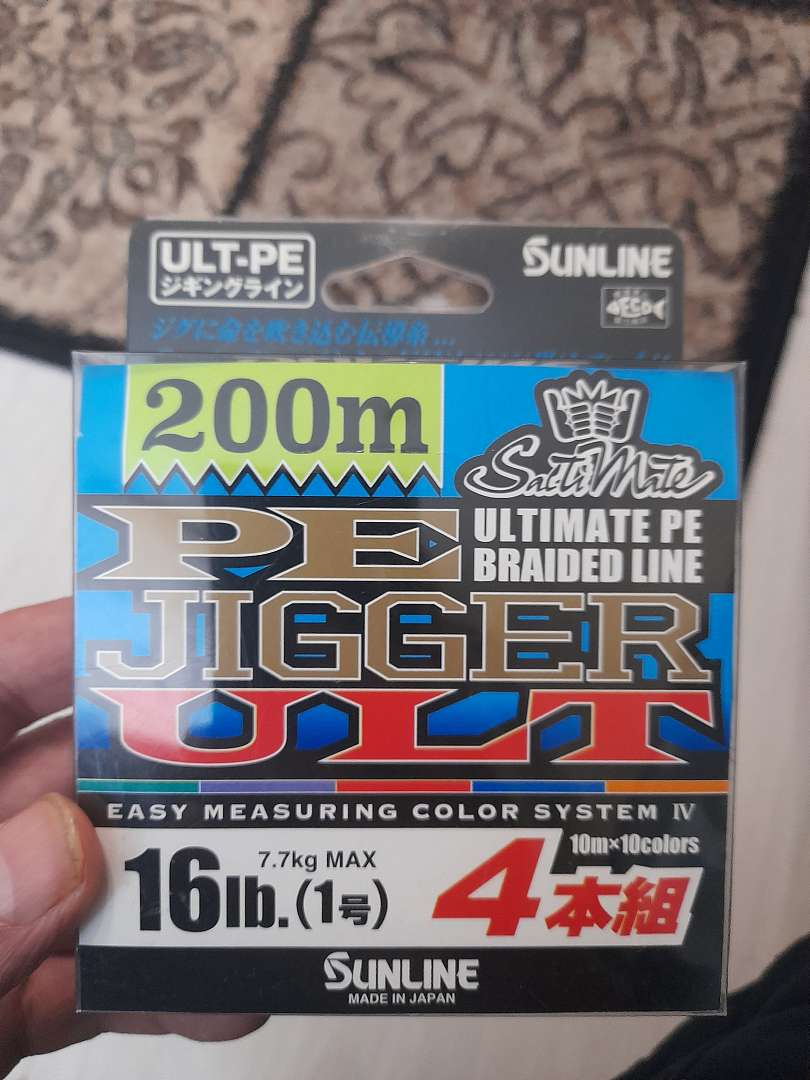 ULT-PE
ジギングライン
SUNLINE
ジグに命を吹き込む伝導糸...
200m
SaltiMate
PE
ULTIMATE PE
BRAIDED LINE
JIGGER
ULT
EASY MEASURING COLOR SYSTEM IV
10m×10colors
7.7kg MAX
16lb.(1号)
4本組
SUNLINE
MADE IN JAPAN